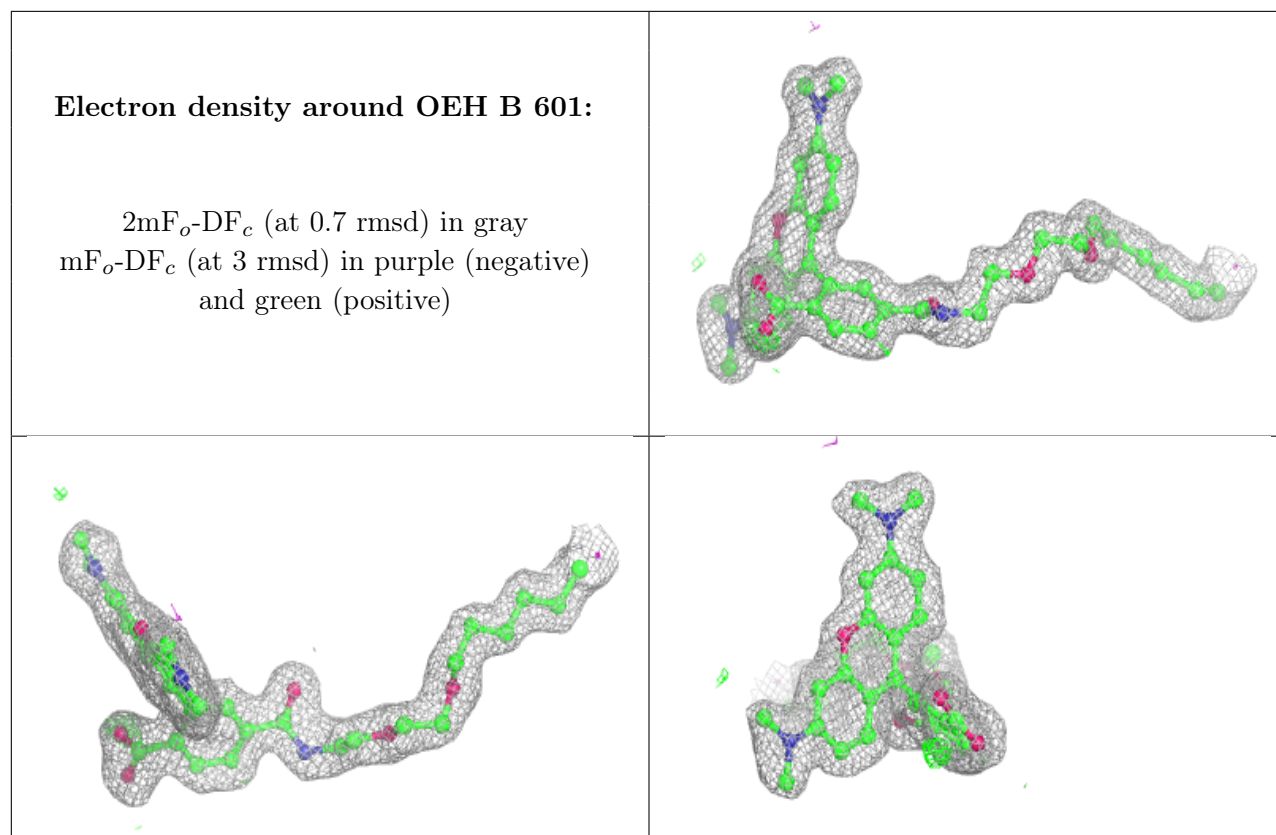 Electron density around OEH B 601:
2mFo-DFc (at 0.7 rmsd) in gray
mFo-DFc (at 3 rmsd) in purple (negative)
and green (positive)